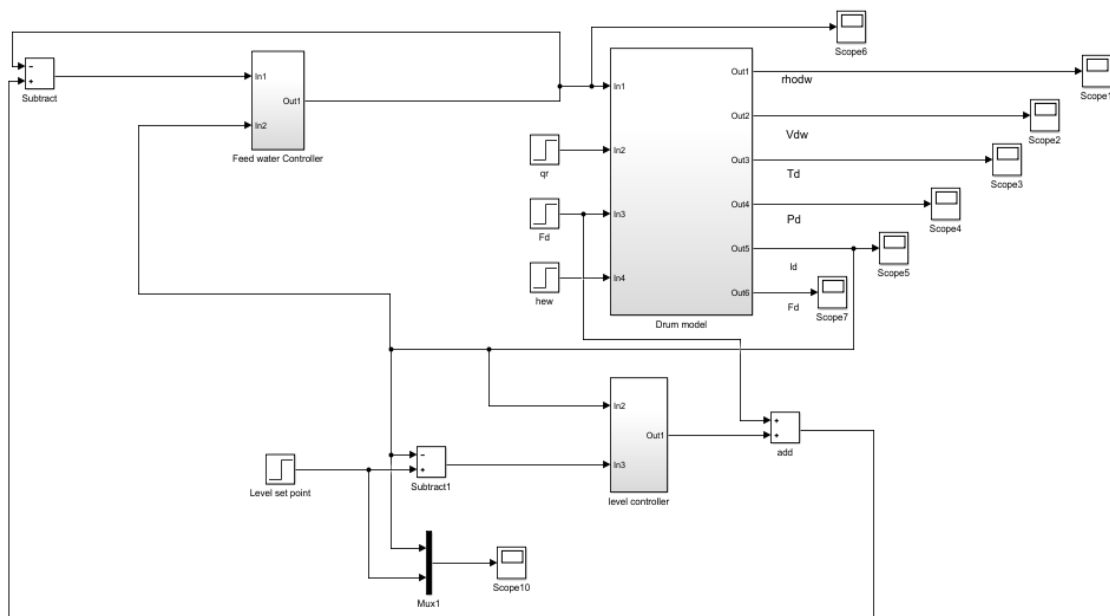 Scope6
−
+
Subtract
In1
In2
Out1
Feed water Controller
In1
In2
In3
In4
Out1
Out2
Out3
Out4
Out5
Out6
Drum model
rhodw
Vdw
Td
Pd
ld
Fd
Scope1
Scope2
Scope3
Scope4
Scope5
Scope7
qr
Fd
hew
In2
In3
Out1
level controller
+
+
add
Level set point
−
+
Subtract1
Mux1
Scope10